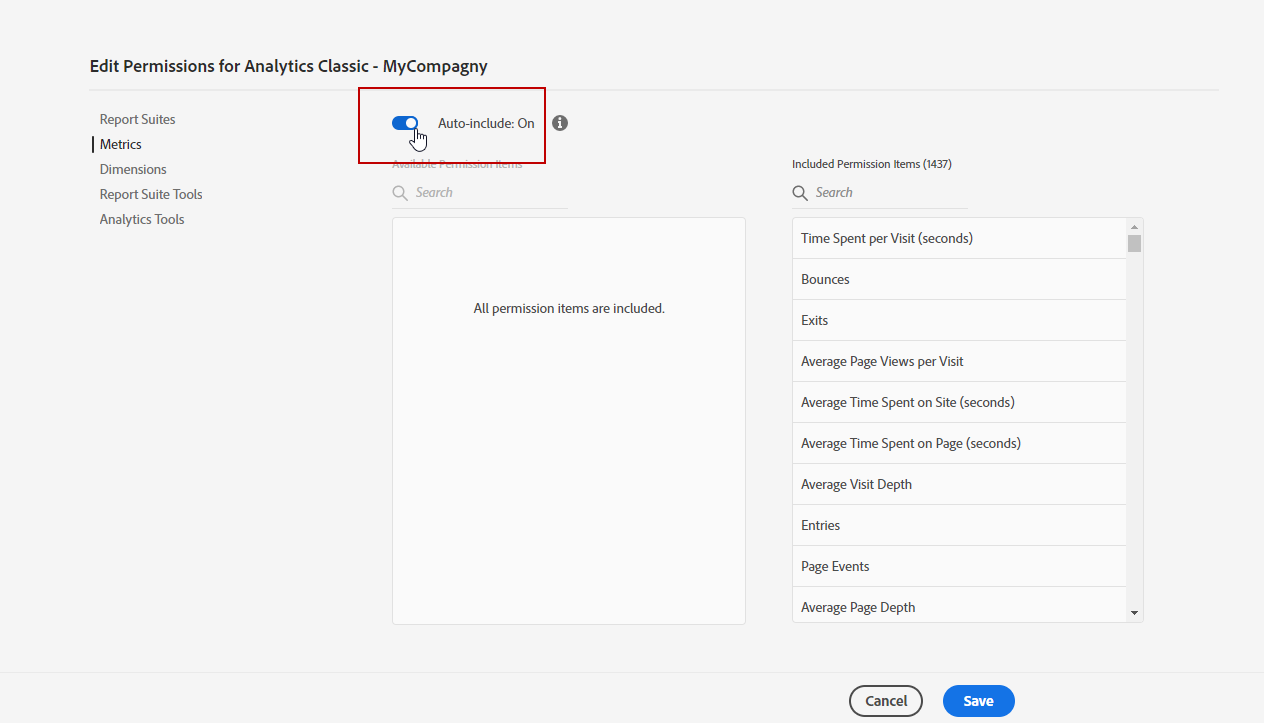 Edit Permissions for Analytics Classic - MyCompagny
Report Suites
Metrics
Dimensions
Report Suite Tools
Analytics Tools
Auto-include: On
Available Permission Items
Search
All permission items are included.
Included Permission Items (1437)
Search
Time Spent per Visit (seconds)
Bounces
Exits
Average Page Views per Visit
Average Time Spent on Site (seconds)
Average Time Spent on Page (seconds)
Average Visit Depth
Entries
Page Events
Average Page Depth
Cancel
Save